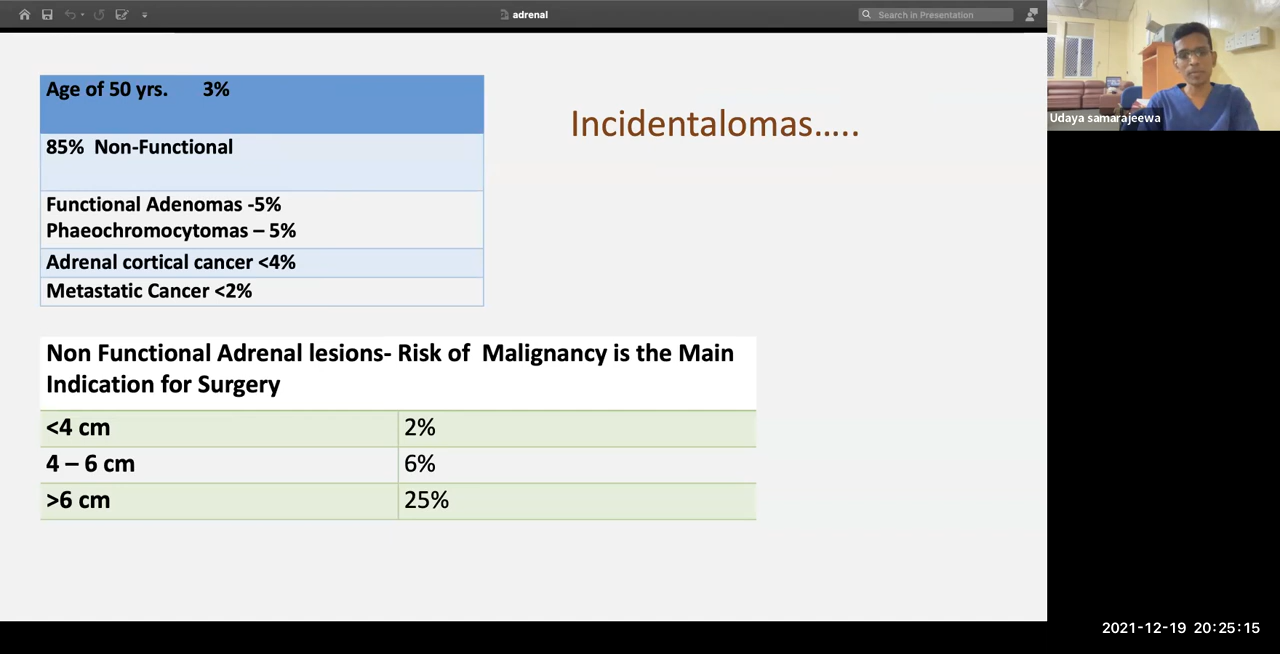 adrenal
Search in Presentation
Age of 50 yrs. 3%
Incidentalomas…..
85% Non-Functional
Functional Adenomas -5%
Phaeochromocytomas – 5%
Adrenal cortical cancer <4%
Metastatic Cancer <2%
Non Functional Adrenal lesions- Risk of Malignancy is the Main
Indication for Surgery
<4 cm 2%
4 – 6 cm 6%
>6 cm 25%
Udaya samarajeewa
2021-12-19 20:25:15